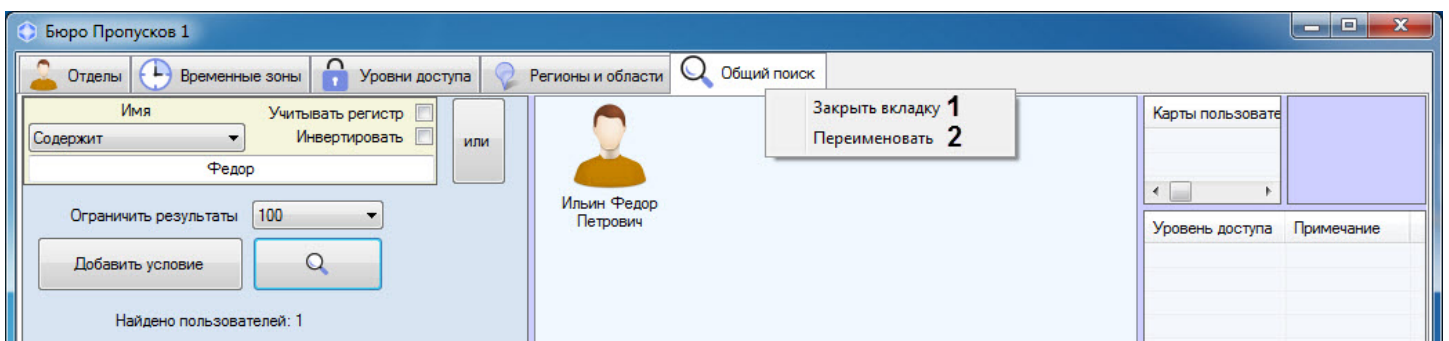 Бюро Пропусков 1
Отделы
Временные зоны
Уровни доступа
Регионы и области
Общий поиск
Имя
Учитывать регистр
Содержит
Инвертировать
Федор
или
Ограничить результаты 100
Добавить условие
Найдено пользователей: 1
Ильин Федор
Петрович
Закрыть вкладку 1
Переименовать 2
Карты пользовате
Уровень доступа
Примечание